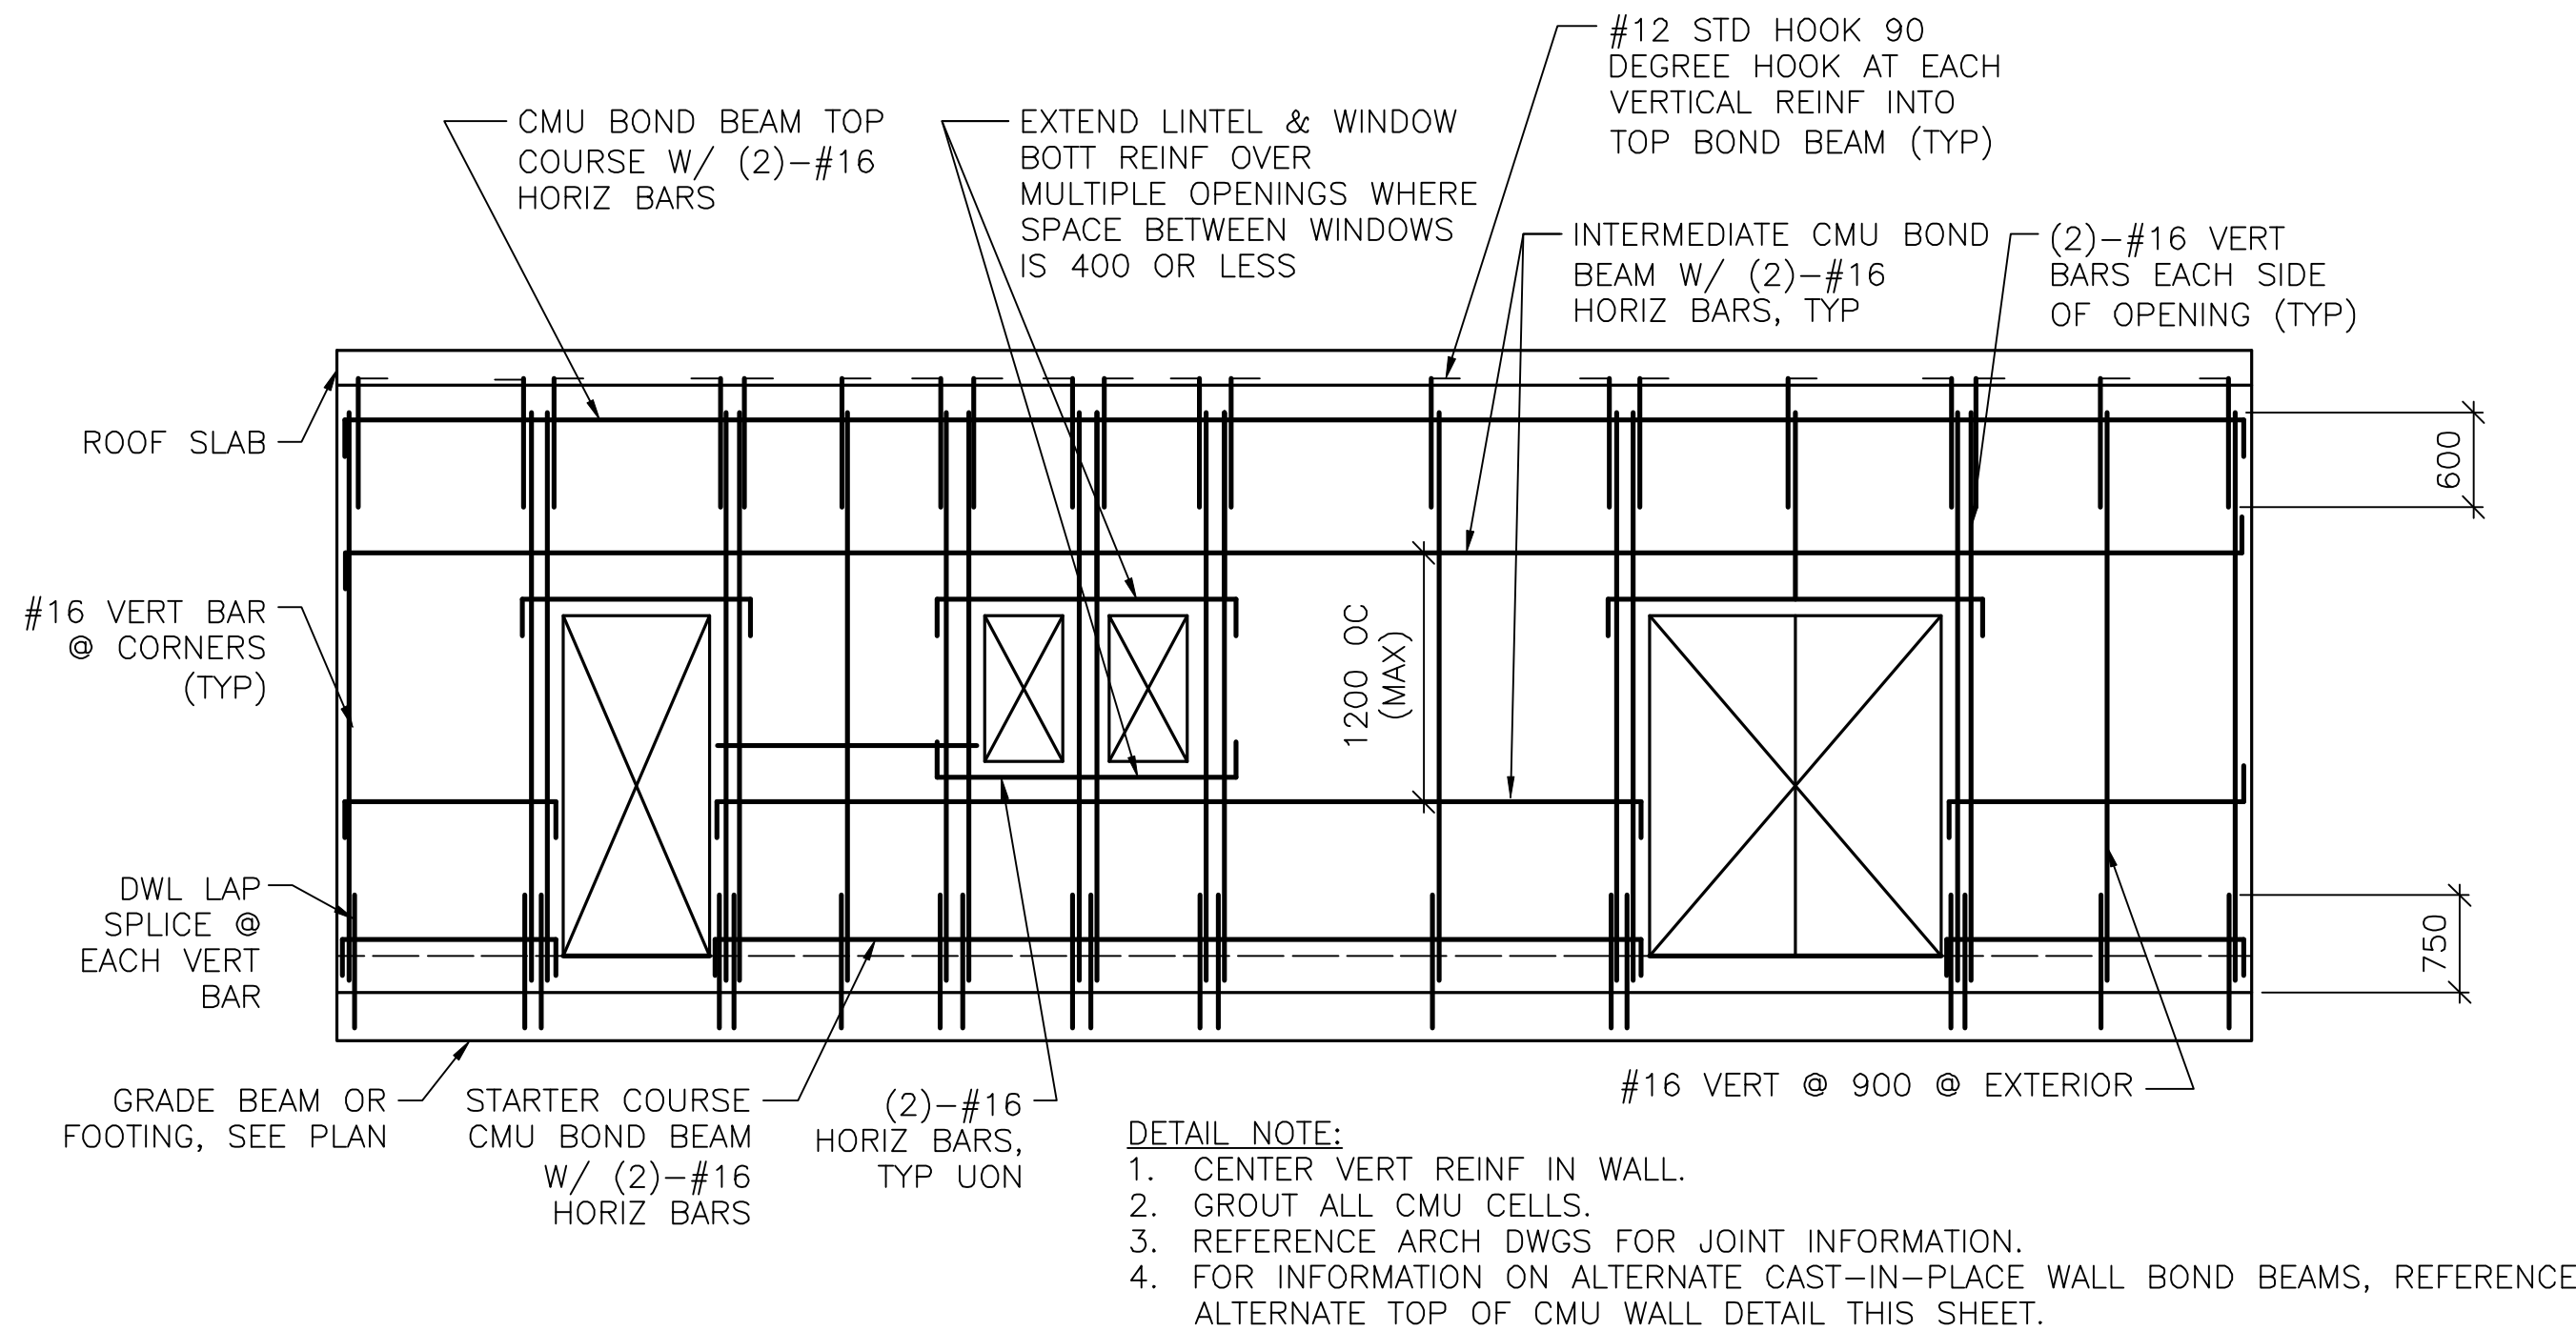 #12 STD HOOK 90
DEGREE HOOK AT EACH
VERTICAL REINF INTO
TOP BOND BEAM (TYP)
CMU BOND BEAM TOP
COURSE W/ (2)-#16
HORIZ BARS
EXTEND LINTEL & WINDOW
BOTT REINF OVER
MULTIPLE OPENINGS WHERE
SPACE BETWEEN WINDOWS
IS 400 OR LESS
INTERMEDIATE CMU BOND
BEAM W/ (2)-#16
HORIZ BARS, TYP
(2)-#16 VERT
BARS EACH SIDE
OF OPENING (TYP)
ROOF SLAB
600
#16 VERT BAR
@ CORNERS
(TYP)
1200 OC
(MAX)
DWL LAP
SPLICE @
EACH VERT
BAR
750
GRADE BEAM OR
FOOTING, SEE PLAN
STARTER COURSE
CMU BOND BEAM
W/ (2)-#16
HORIZ BARS
(2)-#16
HORIZ BARS,
TYP UON
#16 VERT @ 900 @ EXTERIOR
DETAIL NOTE:
1. CENTER VERT REINF IN WALL.
2. GROUT ALL CMU CELLS.
3. REFERENCE ARCH DWGS FOR JOINT INFORMATION.
4. FOR INFORMATION ON ALTERNATE CAST-IN-PLACE WALL BOND BEAMS, REFERENCE
ALTERNATE TOP OF CMU WALL DETAIL THIS SHEET.